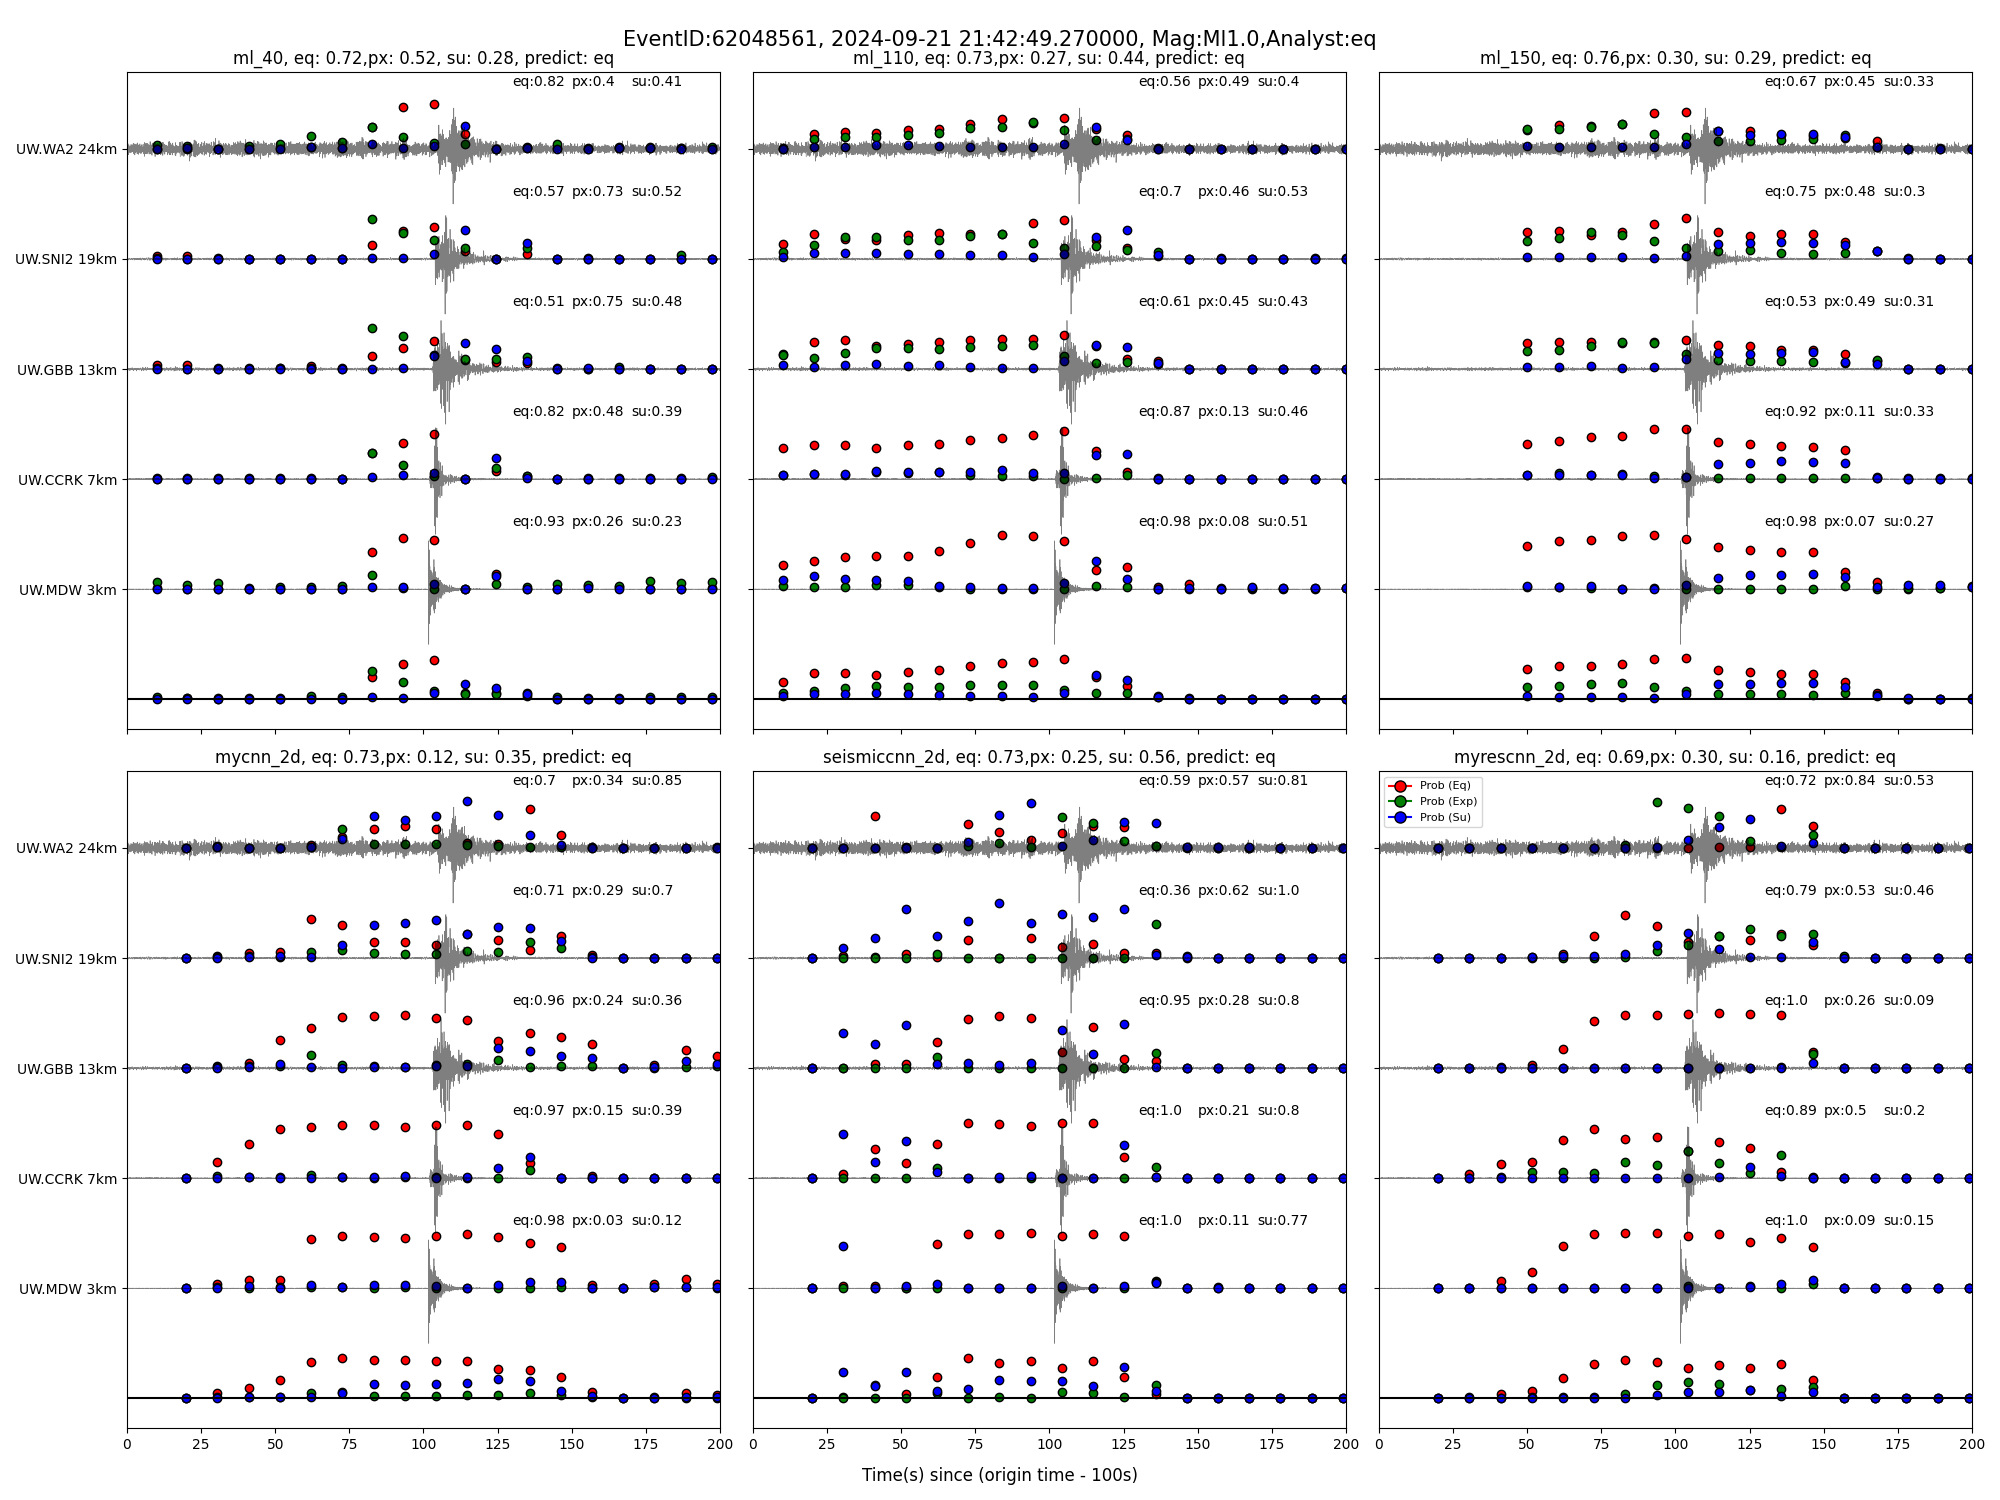 EventID:62048561, 2024-09-21 21:42:49.270000, Mag:Ml1.0,Analyst:eq
ml_40, eq: 0.72,px: 0.52, su: 0.28, predict: eq
eq:0.82 px:0.4 su:0.41
UW.WA2 24km
eq:0.57 px:0.73 su:0.52
UW.SNI2 19km
eq:0.51 px:0.75 su:0.48
UW.GBB 13km
eq:0.82 px:0.48 su:0.39
UW.CCRK 7km
eq:0.93 px:0.26 su:0.23
UW.MDW 3km
ml_110, eq: 0.73,px: 0.27, su: 0.44, predict: eq
eq:0.56 px:0.49 su:0.4
eq:0.7 px:0.46 su:0.53
eq:0.61 px:0.45 su:0.43
eq:0.87 px:0.13 su:0.46
eq:0.98 px:0.08 su:0.51
ml_150, eq: 0.76,px: 0.30, su: 0.29, predict: eq
eq:0.67 px:0.45 su:0.33
eq:0.75 px:0.48 su:0.3
eq:0.53 px:0.49 su:0.31
eq:0.92 px:0.11 su:0.33
eq:0.98 px:0.07 su:0.27
mycnn_2d, eq: 0.73,px: 0.12, su: 0.35, predict: eq
eq:0.7 px:0.34 su:0.85
UW.WA2 24km
eq:0.71 px:0.29 su:0.7
UW.SNI2 19km
eq:0.96 px:0.24 su:0.36
UW.GBB 13km
eq:0.97 px:0.15 su:0.39
UW.CCRK 7km
eq:0.98 px:0.03 su:0.12
UW.MDW 3km
0 25 50 75 100 125 150 175 200
seismiccnn_2d, eq: 0.73,px: 0.25, su: 0.56, predict: eq
eq:0.59 px:0.57 su:0.81
eq:0.36 px:0.62 su:1.0
eq:0.95 px:0.28 su:0.8
eq:1.0 px:0.21 su:0.8
eq:1.0 px:0.11 su:0.77
0 25 50 75 100 125 150 175 200
myrescnn_2d, eq: 0.69,px: 0.30, su: 0.16, predict: eq
Prob (Eq)
Prob (Exp)
Prob (Su)
eq:0.72 px:0.84 su:0.53
eq:0.79 px:0.53 su:0.46
eq:1.0 px:0.26 su:0.09
eq:0.89 px:0.5 su:0.2
eq:1.0 px:0.09 su:0.15
0 25 50 75 100 125 150 175 200
Time(s) since (origin time - 100s)